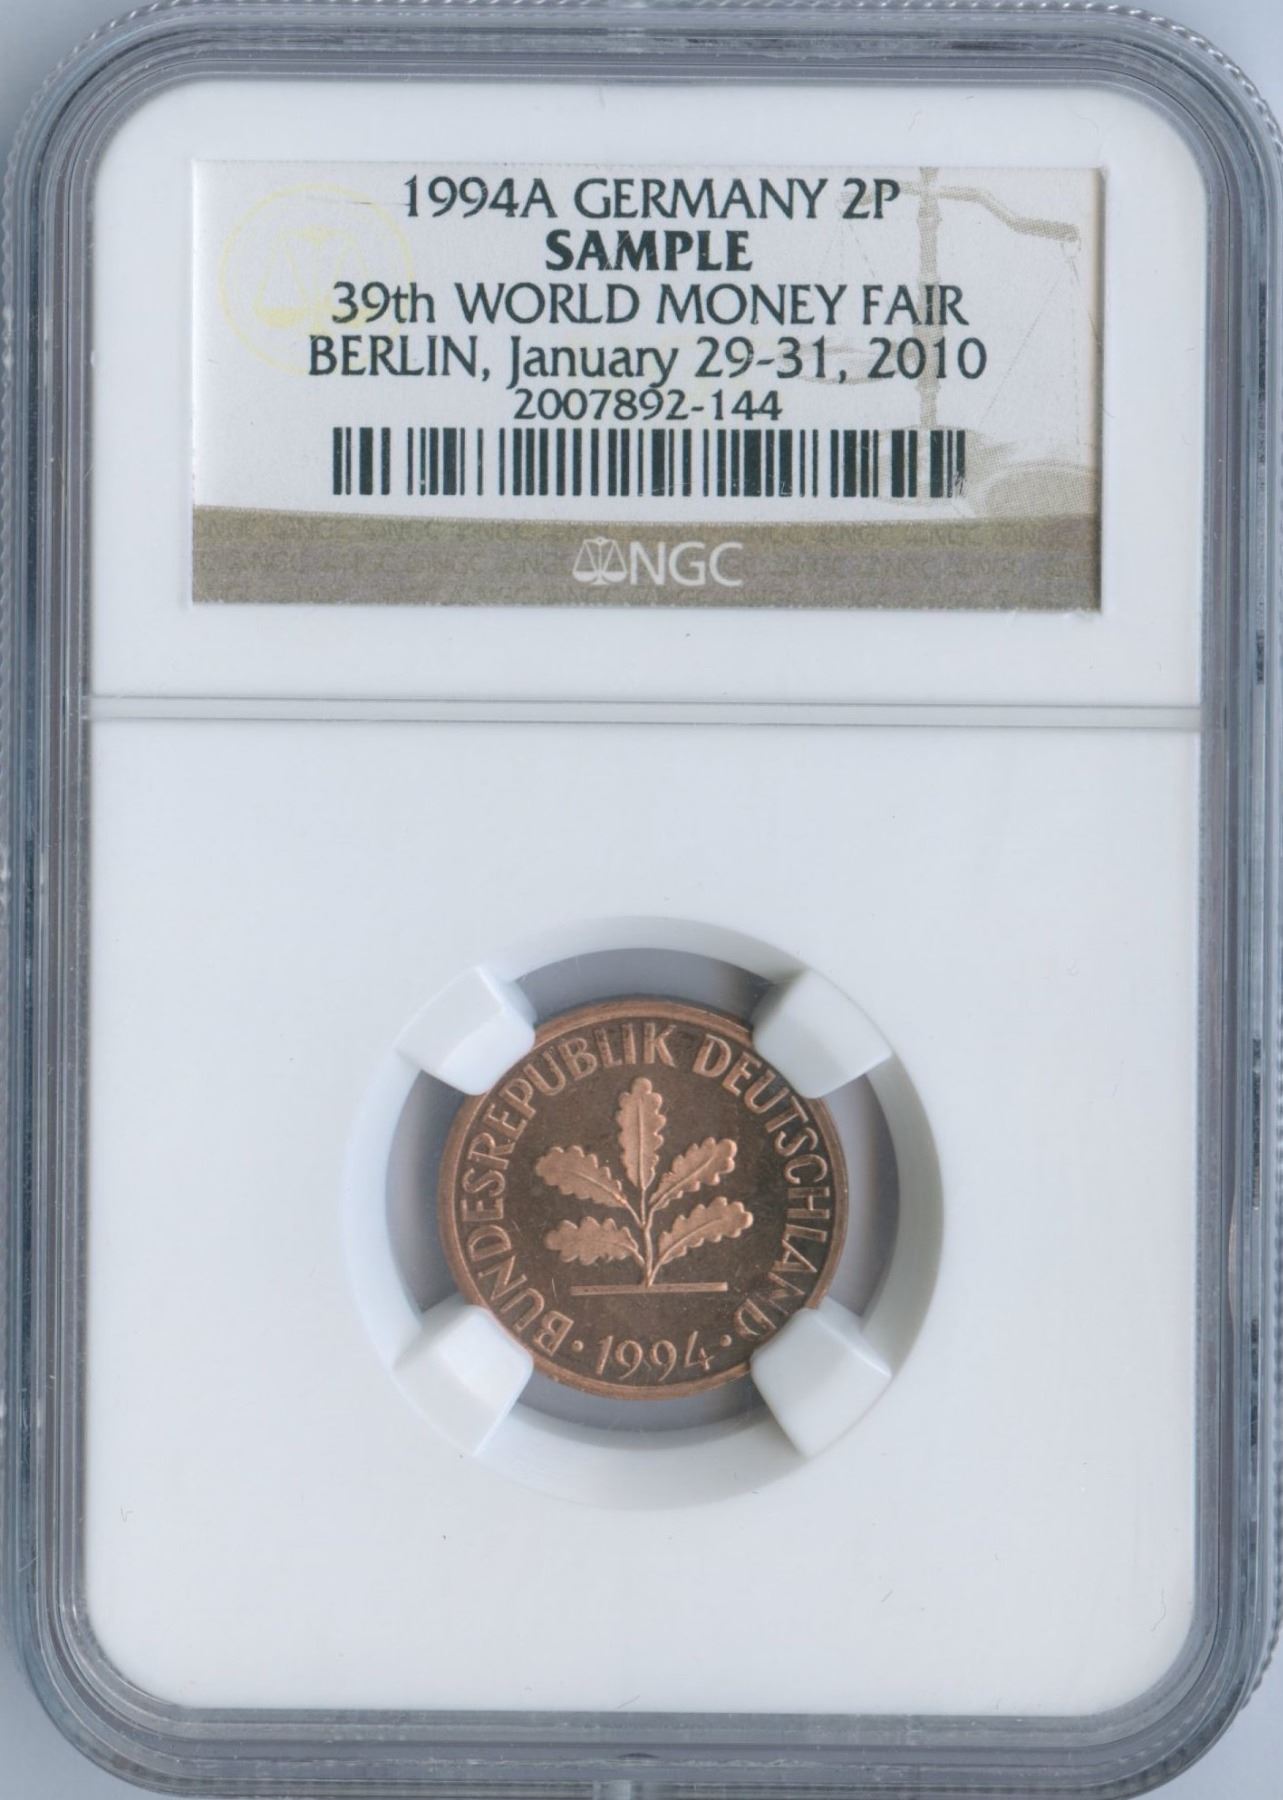 1994A GERMANY 2P
SAMPLE
39th WORLD MONEY FAIR
BERLIN, January 29-31, 2010
2007892-144
NGC
BUNDESREPUBLIK DEUTSCHLAND
· 1994 ·